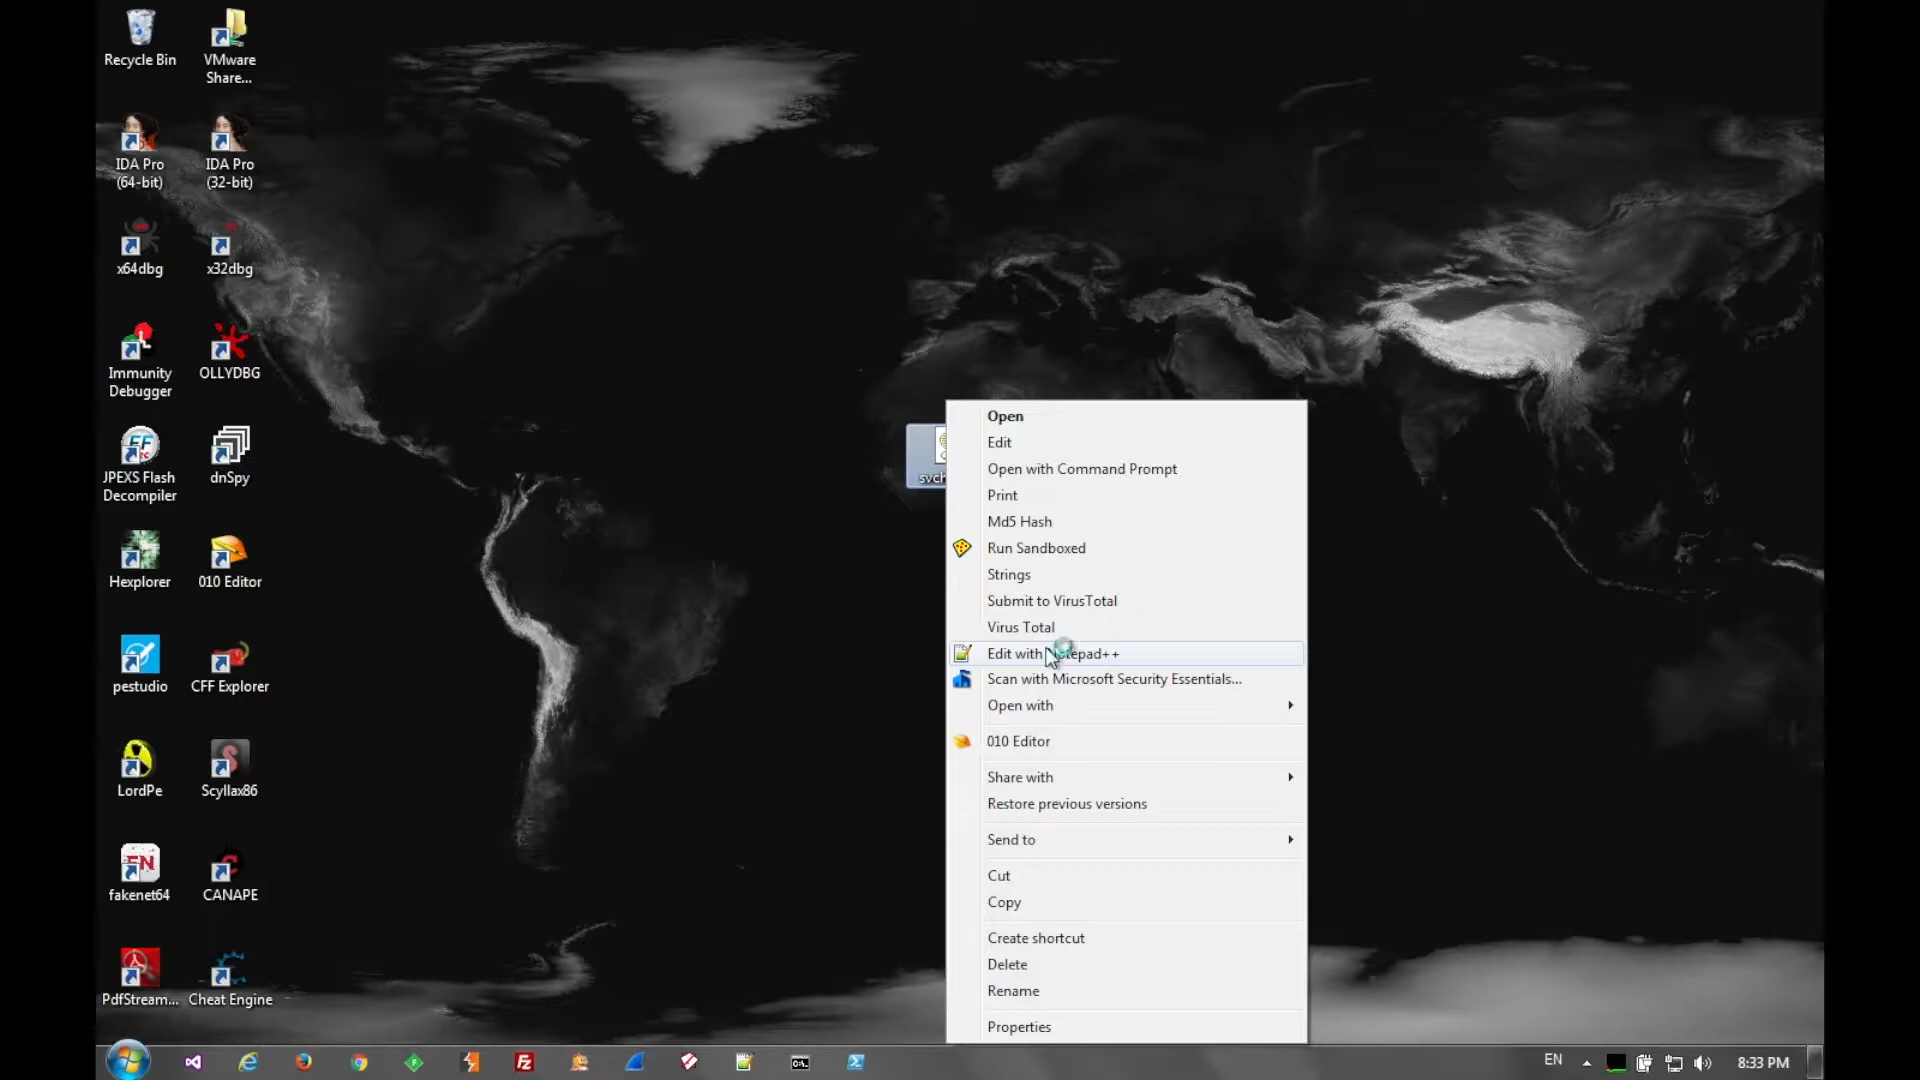 Recycle Bin
VMware
Share...
IDA Pro
(64-bit)
IDA Pro
(32-bit)
x64dbg
x32dbg
Immunity
Debugger
OLLYDBG
JPEXS Flash
Decompiler
dnSpy
Hexplorer
010 Editor
pestudio
CFF Explorer
LordPe
Scyllax86
fakenet64
CANAPE
PdfStream...
Cheat Engine
svch
Open
Edit
Open with Command Prompt
Print
Md5 Hash
Run Sandboxed
Strings
Submit to VirusTotal
Virus Total
Edit with Notepad++
Scan with Microsoft Security Essentials...
Open with
010 Editor
Share with
Restore previous versions
Send to
Cut
Copy
Create shortcut
Delete
Rename
Properties
EN
8:33 PM